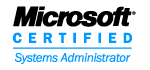 Microsoft®
CERTIFIED
Systems Administrator